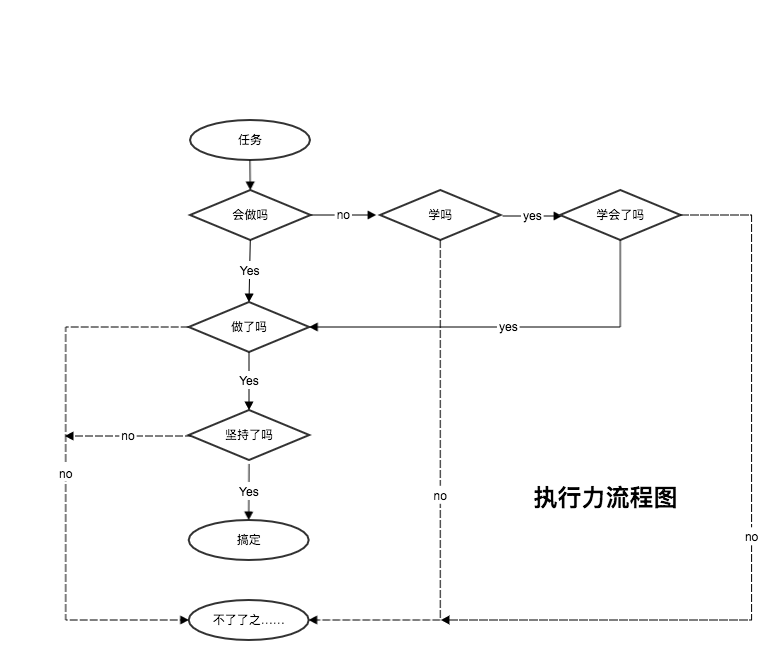 任务
会做吗
no
学吗
yes
学会了吗
Yes
做了吗
yes
Yes
no
坚持了吗
no
Yes
no
执行力流程图
搞定
no
不了了之……